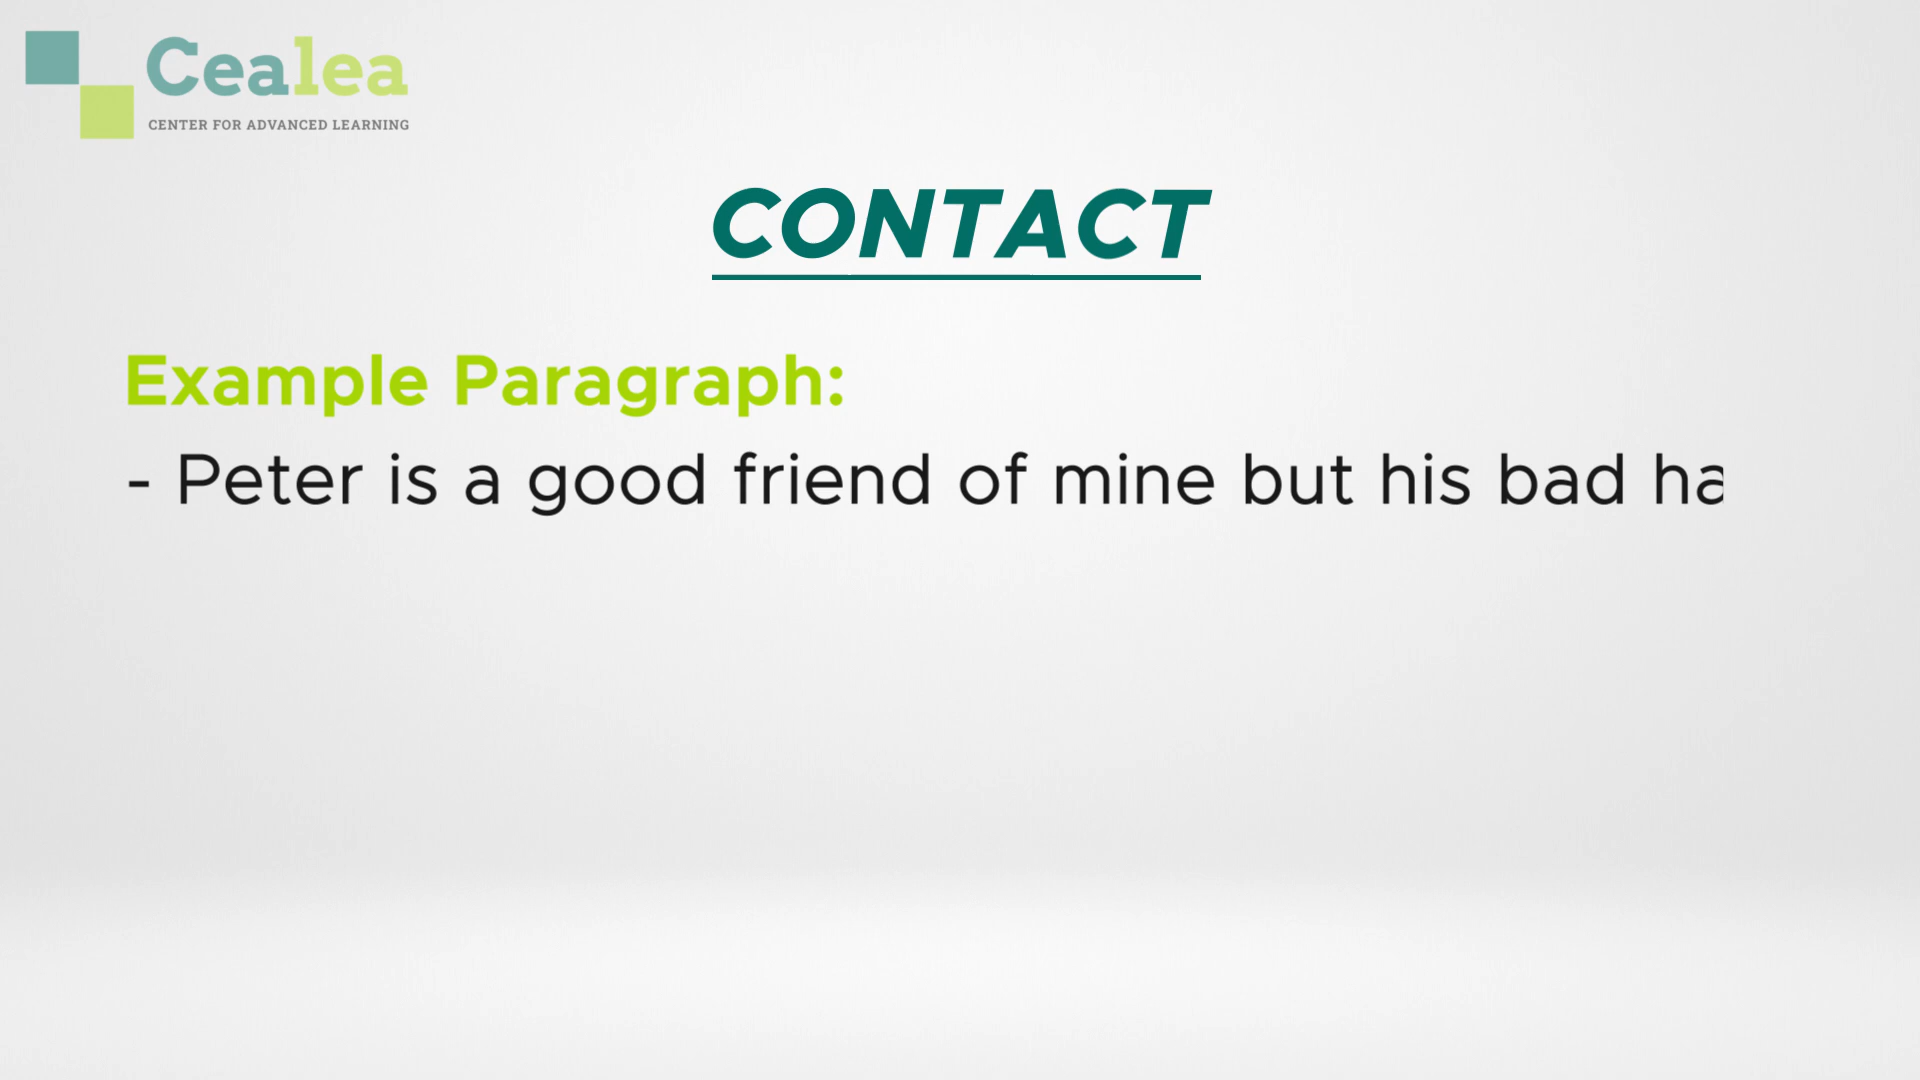 Cealea
CENTER FOR ADVANCED LEARNING
CONTACT
Example Paragraph:
- Peter is a good friend of mine but his bad ha